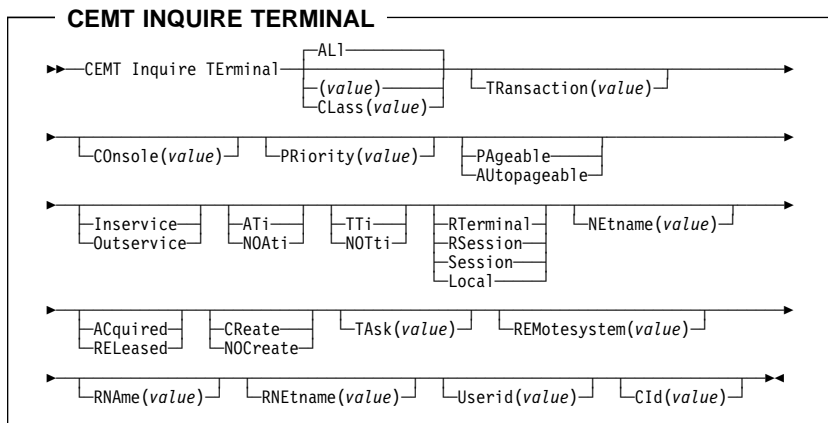 CEMT INQUIRE TERMINAL
ALl
CEMT Inquire TErminal
(value)
CLass(value)
TRansaction(value)
COnsole(value)
PRiority(value)
PAgeable
AUtopageable
Inservice
Outservice
ATi
NOAti
TTi
NOTti
RTerminal
RSession
Session
Local
NEtname(value)
ACquired
RELeased
CReate
NOCreate
TAsk(value)
REMotesystem(value)
RNAme(value)
RNEtname(value)
Userid(value)
CId(value)